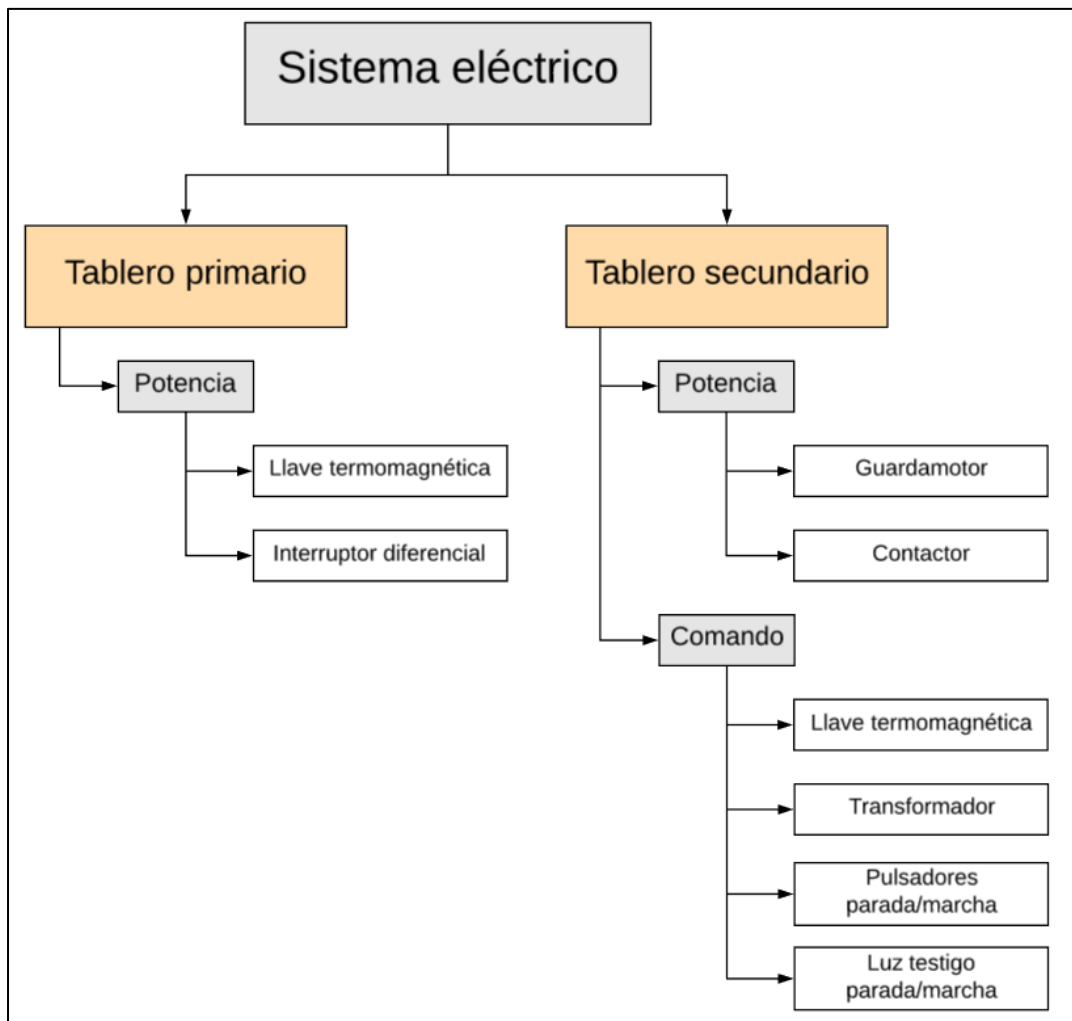 Sistema eléctrico
Tablero primario
Potencia
Llave termomagnética
Interruptor diferencial
Tablero secundario
Potencia
Guardamotor
Contactor
Comando
Llave termomagnética
Transformador
Pulsadores
parada/marcha
Luz testigo
parada/marcha